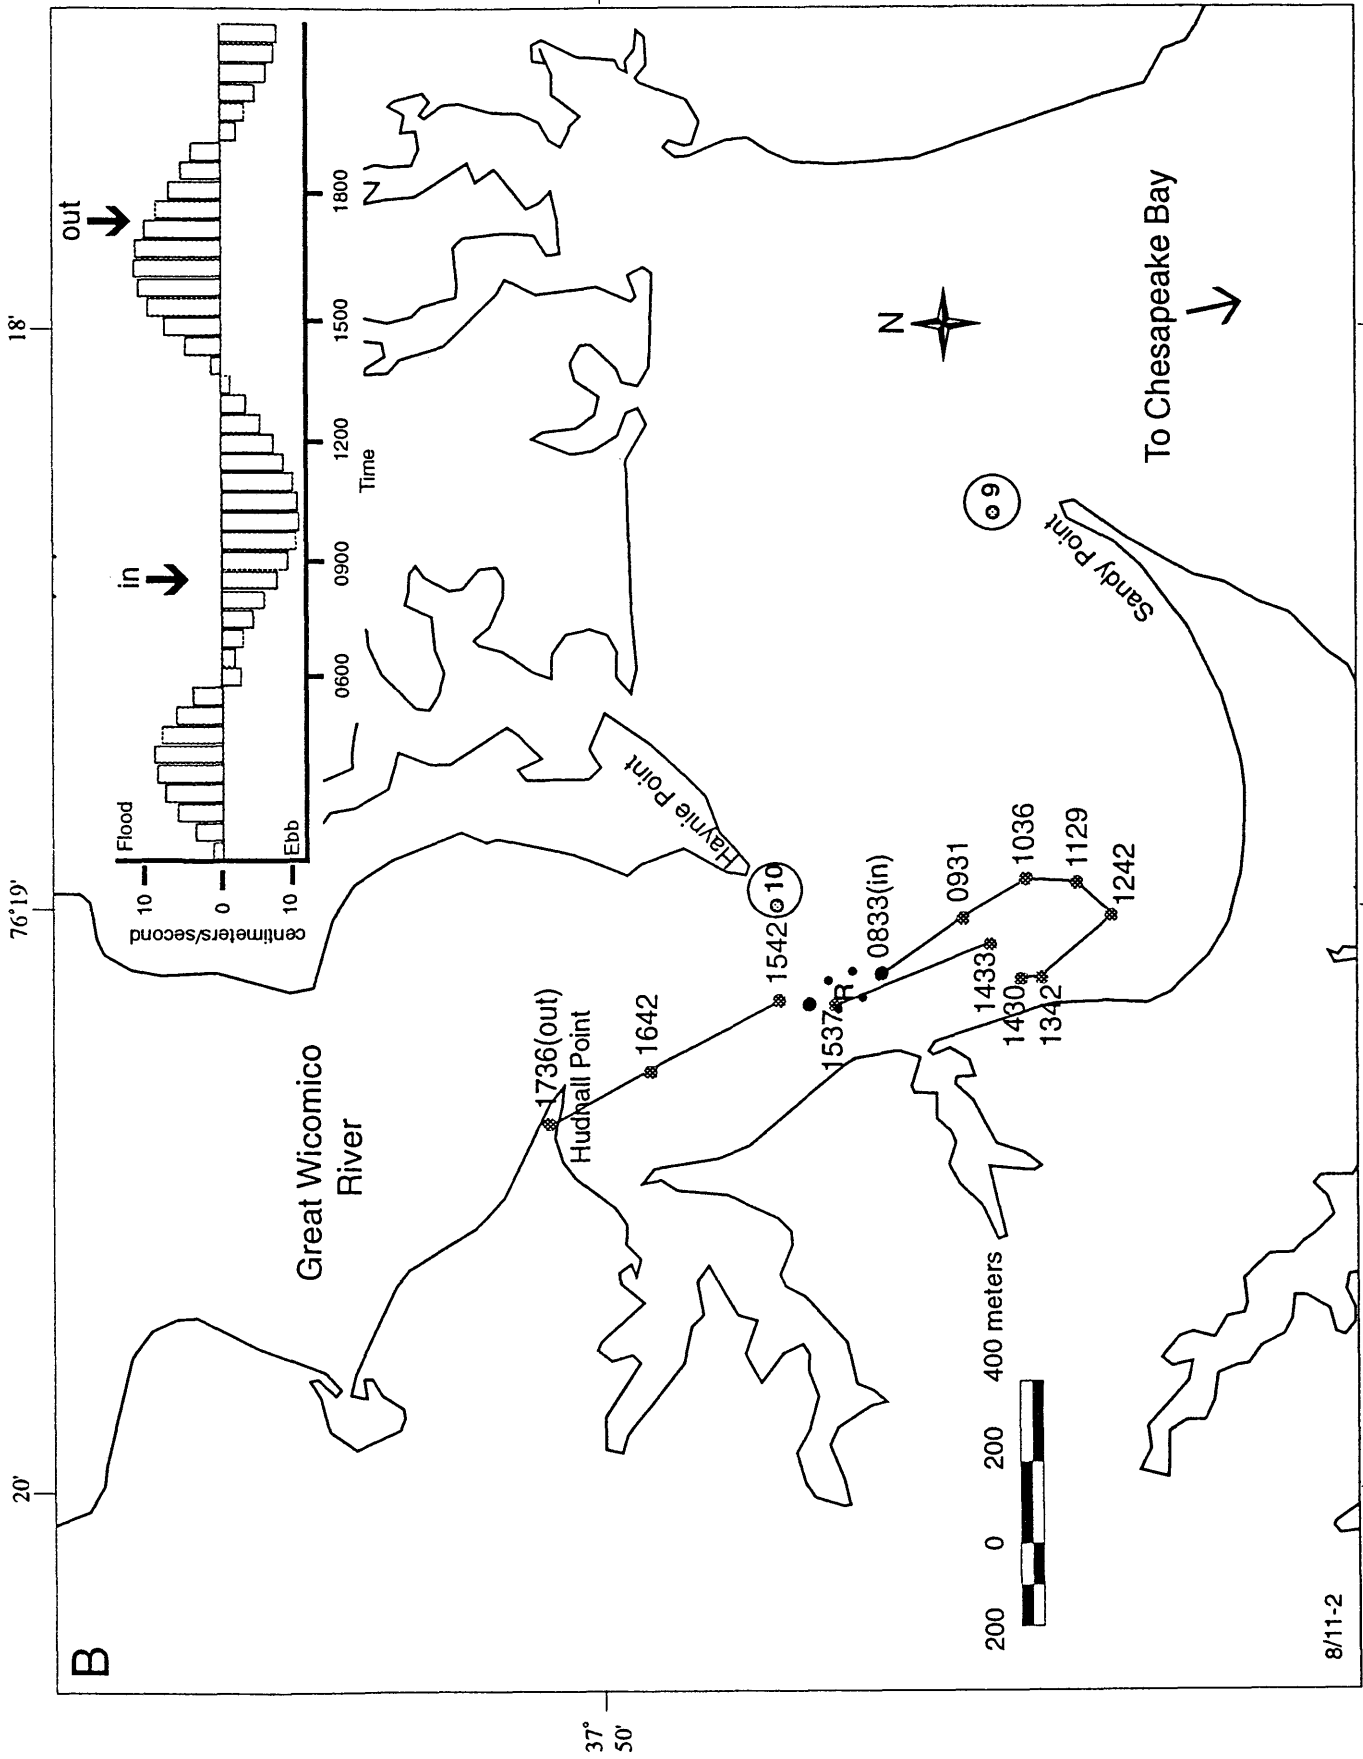 B
18'
76°19'
20'
37°
50'
out
in
Flood
Ebb
10
0
10
centimeters/second
0600
0900
1200
1500
1800
Time
N
Great Wicomico
River
1736(out)
Hudnall Point
1642
1542
10
Haynie Point
1537
R
0833(in)
0931
1036
1129
1242
1433
1430
1342
9
Sandy Point
N
To Chesapeake Bay
200 0 200 400 meters
8/11-2